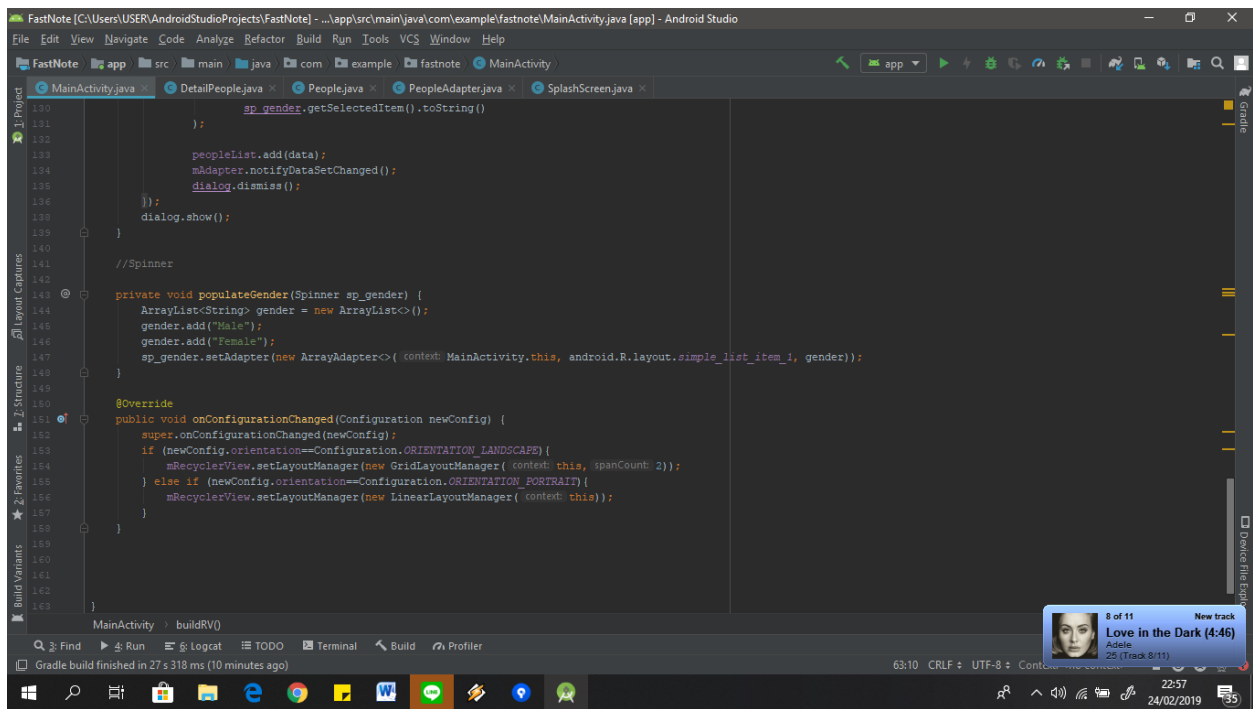 FastNote [C:\Users\USER\AndroidStudioProjects\FastNote] - ...\app\src\main\java\com\example\fastnote\MainActivity.java [app] - Android Studio
File Edit View Navigate Code Analyze Refactor Build Run Tools VCS Window Help
FastNote app src main java com example fastnote MainActivity app
MainActivity.java DetailPeople.java People.java PeopleAdapter.java SplashScreen.java
1: Project
Gradle
130 sp_gender.getSelectedItem().toString()
131 );
132
133 peopleList.add(data);
134 mAdapter.notifyDataSetChanged();
135 dialog.dismiss();
136 });
138 dialog.show();
139 }
140
141 //Spinner
142
143 private void populateGender(Spinner sp_gender) {
144 ArrayList<String> gender = new ArrayList<>();
145 gender.add("Male");
146 gender.add("Female");
147 sp_gender.setAdapter(new ArrayAdapter<>( context: MainActivity.this, android.R.layout.simple_list_item_1, gender));
148 }
149
150 @Override
151 public void onConfigurationChanged(Configuration newConfig) {
152 super.onConfigurationChanged(newConfig);
153 if (newConfig.orientation==Configuration.ORIENTATION_LANDSCAPE){
154 mRecyclerView.setLayoutManager(new GridLayoutManager( context: this, spanCount: 2));
155 } else if (newConfig.orientation==Configuration.ORIENTATION_PORTRAIT){
156 mRecyclerView.setLayoutManager(new LinearLayoutManager( context: this));
157 }
158 }
159
160
161
162
163 }
Layout Captures
7: Structure
2: Favorites
Build Variants
Device File Explo
MainActivity buildRV()
8 of 11 New track
Love in the Dark (4:46)
Adele
25 (Track 8/11)
3: Find 4: Run 6: Logcat TODO Terminal Build Profiler
Gradle build finished in 27 s 318 ms (10 minutes ago) 63:10 CRLF UTF-8
22:57
24/02/2019
35